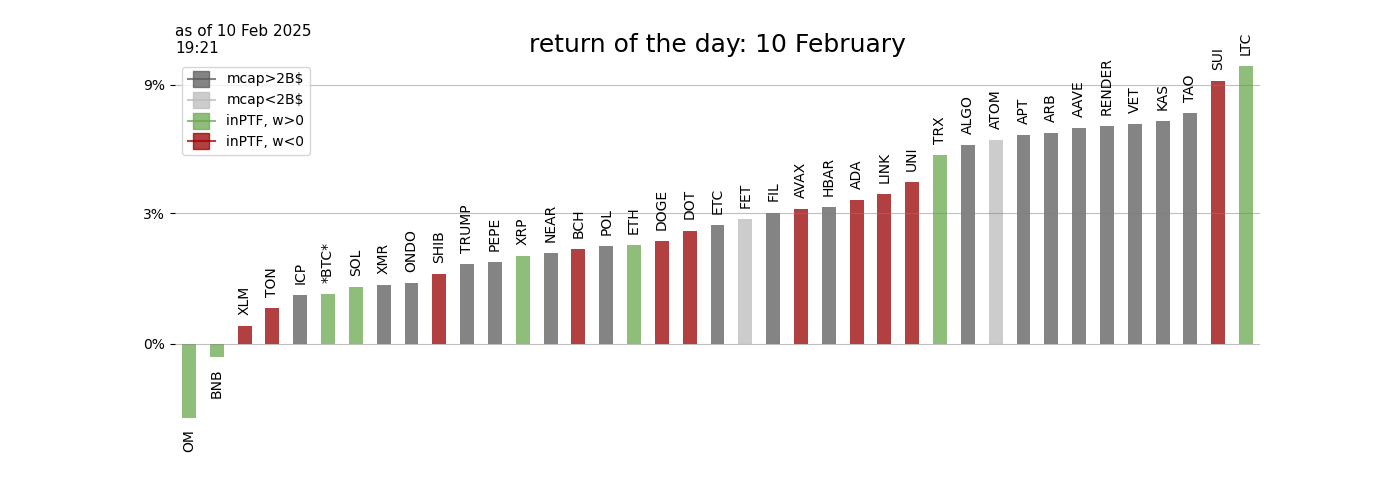 as of 10 Feb 2025
19:21
return of the day: 10 February
mcap>2B$
mcap<2B$
inPTF, w>0
inPTF, w<0
9%
3%
0%
OM
BNB
XLM
TON
ICP
*BTC*
SOL
XMR
ONDO
SHIB
TRUMP
PEPE
XRP
NEAR
BCH
POL
ETH
DOGE
DOT
ETC
FET
FIL
AVAX
HBAR
ADA
LINK
UNI
TRX
ALGO
ATOM
APT
ARB
AAVE
RENDER
VET
KAS
TAO
SUI
LTC